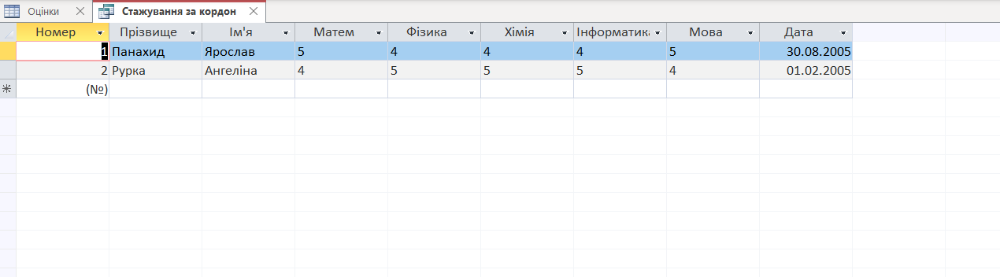 Оцінки Стажування за кордон
Номер Прізвище Ім'я Матем Фізика Хімія Інформатика Мова Дата
1 Панахид Ярослав 5 4 4 4 5 30.08.2005
2 Рурка Ангеліна 4 5 5 5 4 01.02.2005
(№)